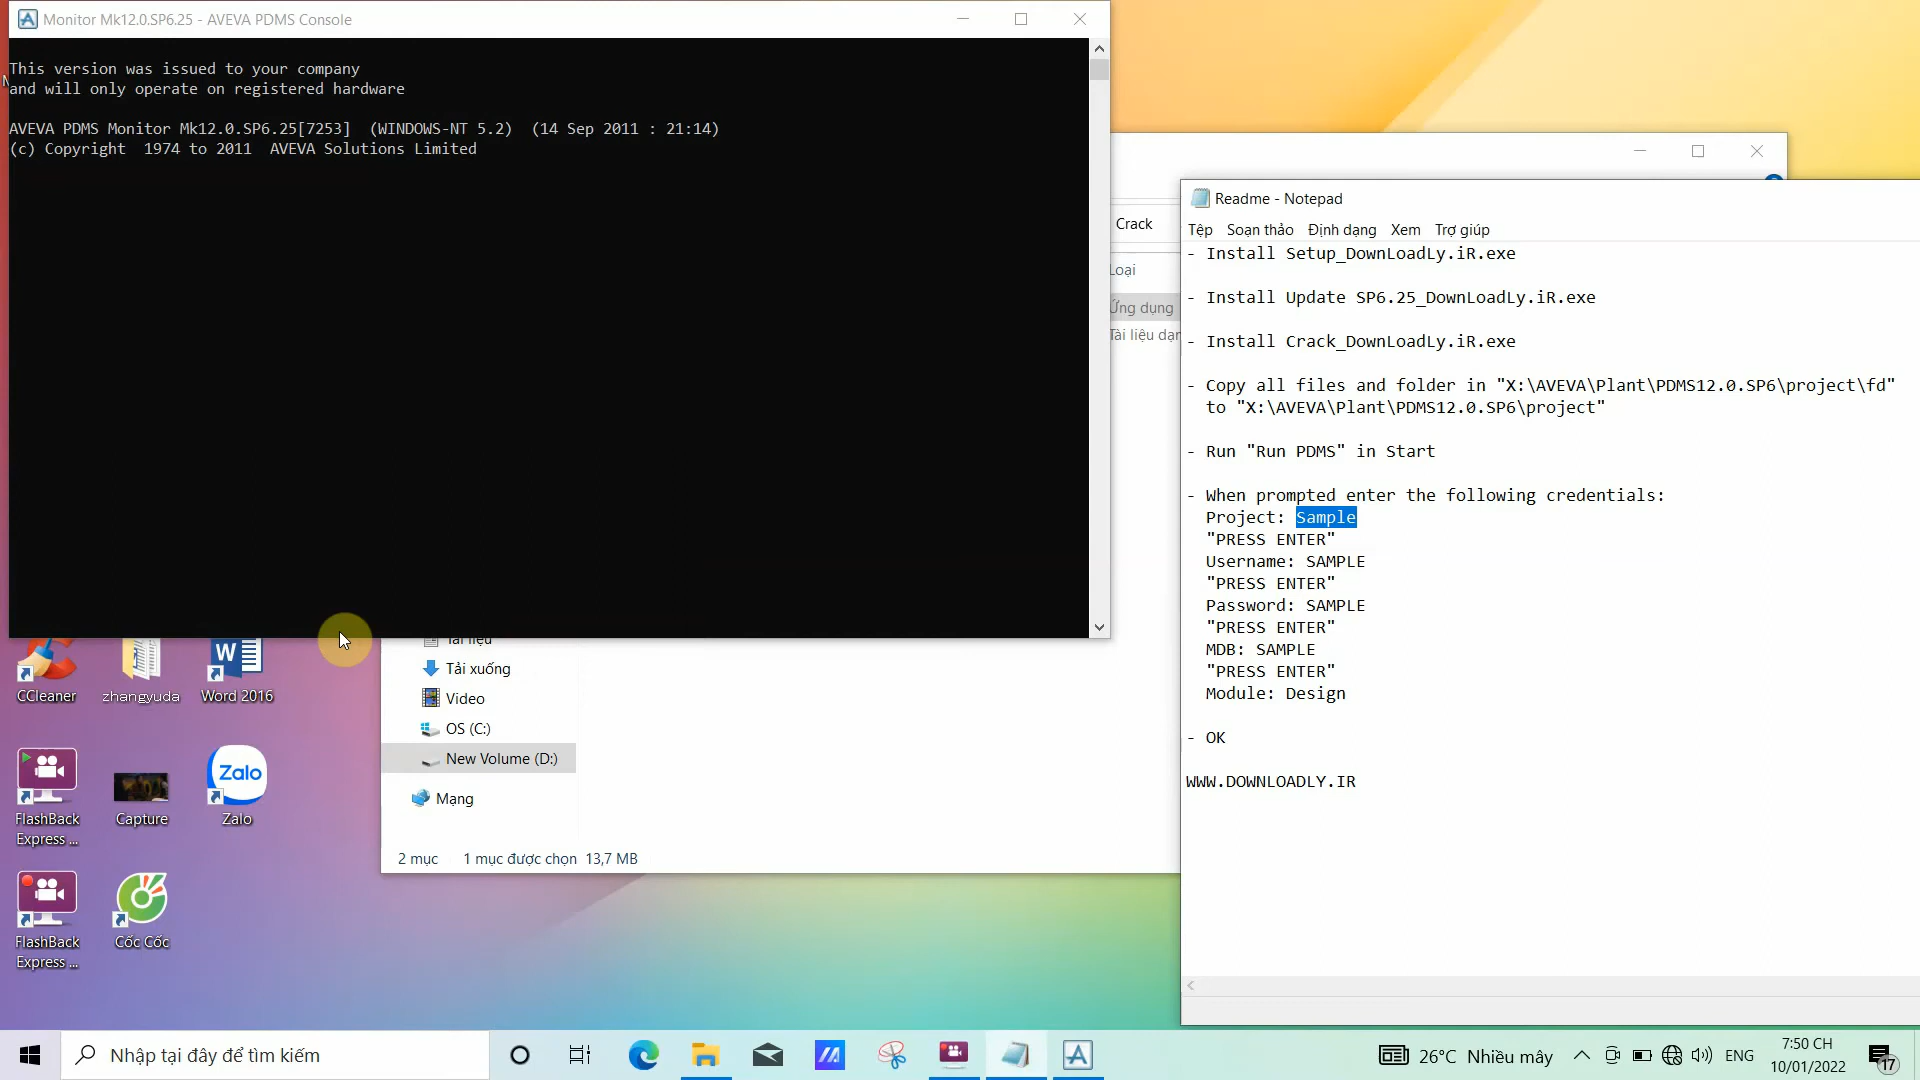 Monitor Mk12.0.SP6.25 - AVEVA PDMS Console
This version was issued to your company
and will only operate on registered hardware
AVEVA PDMS Monitor Mk12.0.SP6.25[7253]  (WINDOWS-NT 5.2)  (14 Sep 2011 : 21:14)
(c) Copyright  1974 to 2011  AVEVA Solutions Limited
Crack
Loại
Ứng dụng
Readme - Notepad
Tệp Soạn thảo Định dạng Xem Trợ giúp
- Install Setup_DownLoadLy.iR.exe
- Install Update SP6.25_DownLoadLy.iR.exe
- Install Crack_DownLoadLy.iR.exe
- Copy all files and folder in "X:\AVEVA\Plant\PDMS12.0.SP6\project\fd"
to "X:\AVEVA\Plant\PDMS12.0.SP6\project"
- Run "Run PDMS" in Start
- When prompted enter the following credentials:
Project: Sample
"PRESS ENTER"
Username: SAMPLE
"PRESS ENTER"
Password: SAMPLE
"PRESS ENTER"
MDB: SAMPLE
"PRESS ENTER"
Module: Design
- OK
WWW.DOWNLOADLY.IR
Tài liệu
Tải xuống
Video
OS (C:)
New Volume (D:)
Mạng
2 mục 1 mục được chọn 13,7 MB
CCleaner
zhangyuda
Word 2016
FlashBack
Express ...
Capture
Zalo
Zalo
FlashBack
Express ...
Cốc Cốc
Nhập tại đây để tìm kiếm
26°C Nhiều mây
ENG
7:50 CH
10/01/2022
17